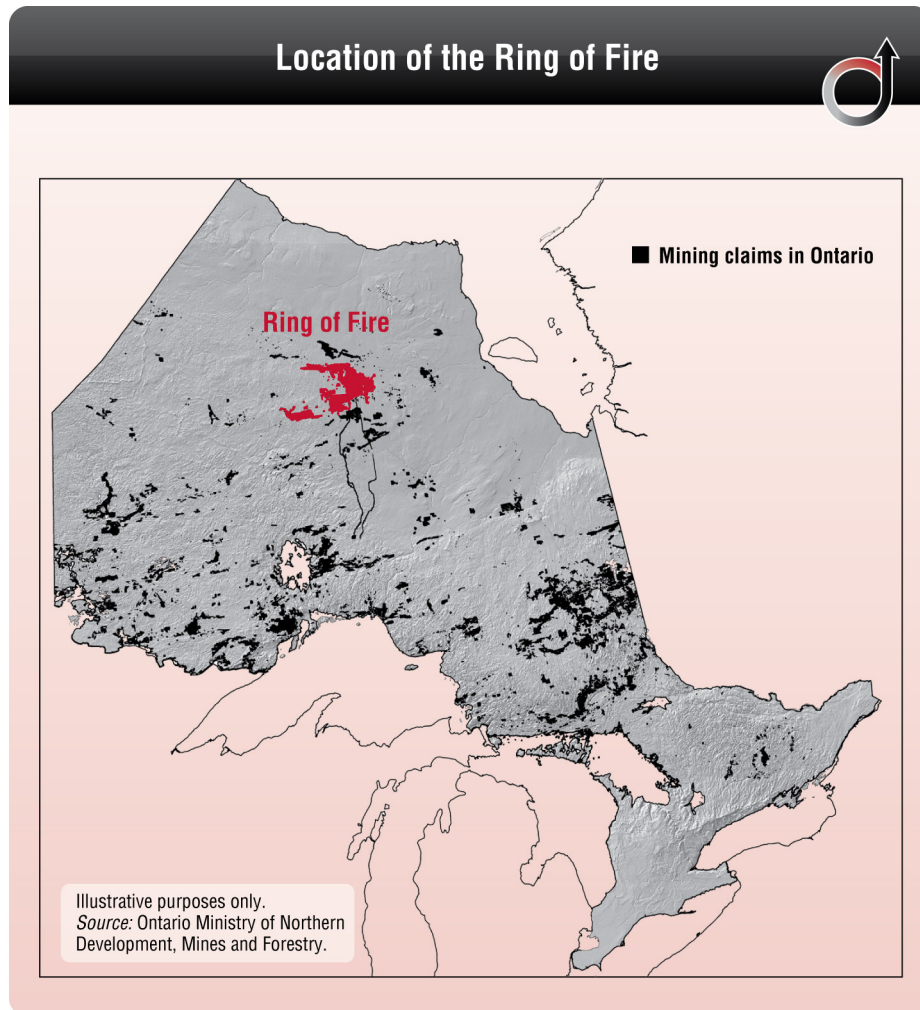 Location of the Ring of Fire
Mining claims in Ontario
Ring of Fire
Illustrative purposes only.
Source: Ontario Ministry of Northern
Development, Mines and Forestry.